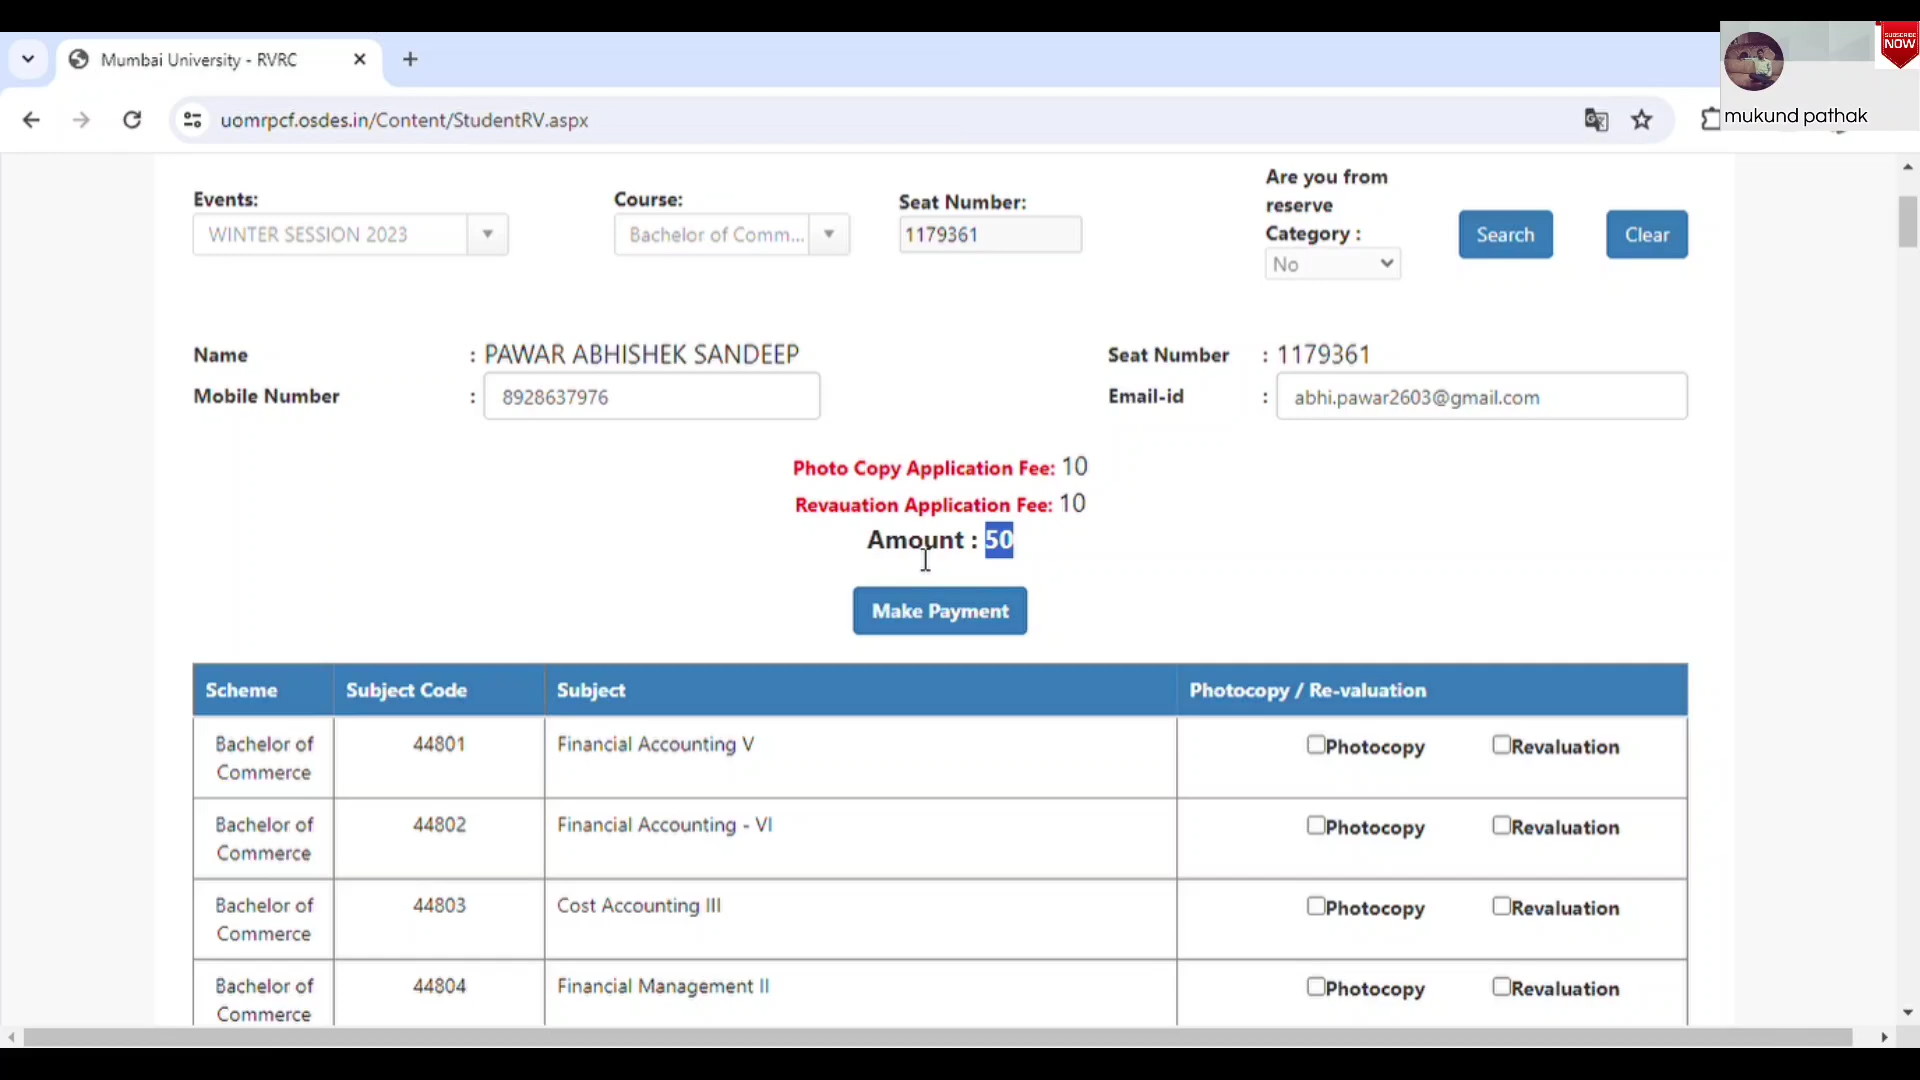 SUBSCRIBE
NOW
mukund pathak
Mumbai University - RVRC
uomrpcf.osdes.in/Content/StudentRV.aspx
Events:
WINTER SESSION 2023
Course:
Bachelor of Comm...
Seat Number:
1179361
Are you from
reserve
Category :
No
Search
Clear
Name : PAWAR ABHISHEK SANDEEP
Seat Number : 1179361
Mobile Number : 8928637976
Email-id : abhi.pawar2603@gmail.com
Photo Copy Application Fee: 10
Revauation Application Fee: 10
Amount : 50
Make Payment
Scheme Subject Code Subject Photocopy / Re-valuation
Bachelor of
Commerce
44801 Financial Accounting V Photocopy Revaluation
Bachelor of
Commerce
44802 Financial Accounting - VI Photocopy Revaluation
Bachelor of
Commerce
44803 Cost Accounting III Photocopy Revaluation
Bachelor of
Commerce
44804 Financial Management II Photocopy Revaluation